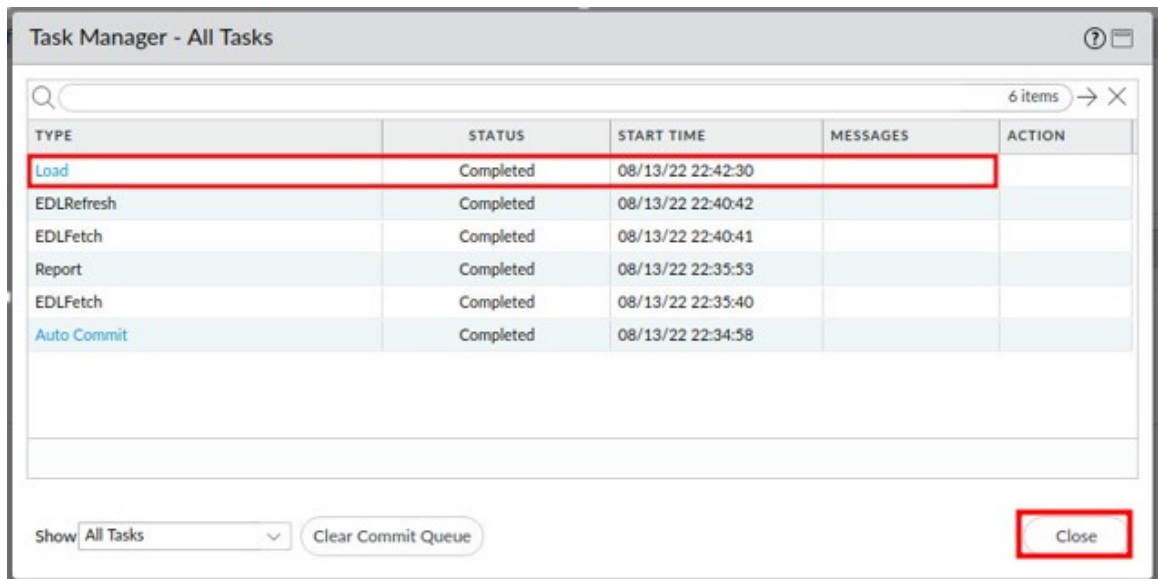 Task Manager - All Tasks
6 items
TYPE STATUS START TIME MESSAGES ACTION
Load Completed 08/13/22 22:42:30
EDLRefresh Completed 08/13/22 22:40:42
EDLFetch Completed 08/13/22 22:40:41
Report Completed 08/13/22 22:35:53
EDLFetch Completed 08/13/22 22:35:40
Auto Commit Completed 08/13/22 22:34:58
Show All Tasks Clear Commit Queue Close